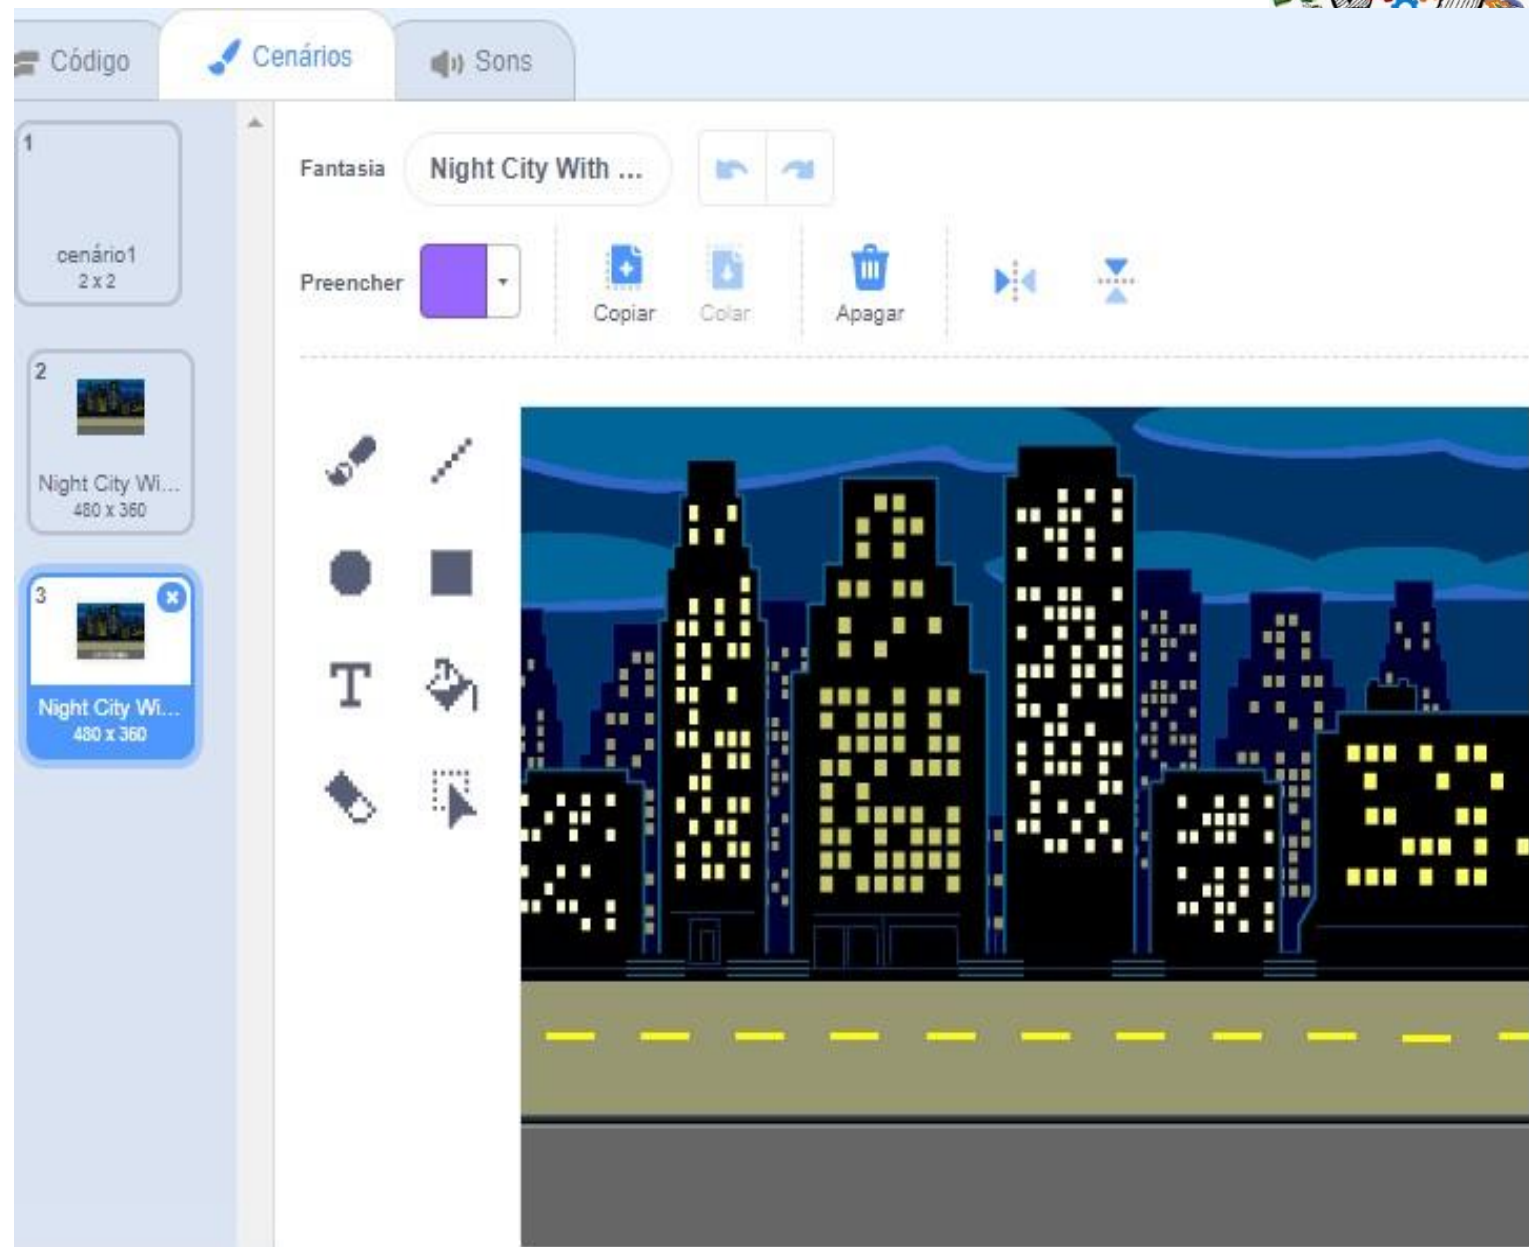 Código
Cenários
Sons
1
cenário1
2 x 2
2
Night City Wi...
480 x 360
3
Night City Wi...
480 x 360
Fantasia
Night City With ...
Preencher
Copiar
Colar
Apagar
T